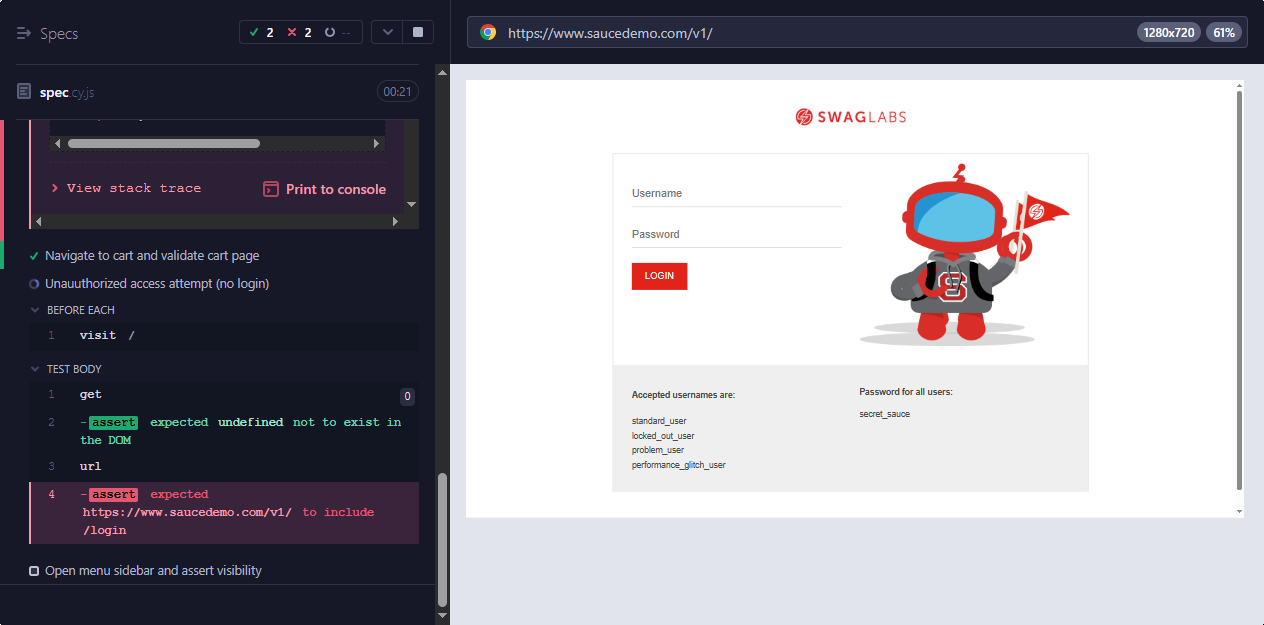 Specs
2 2 --
spec.cy.js
00:21
View stack trace
Print to console
Navigate to cart and validate cart page
Unauuthorized access attempt (no login)
BEFORE EACH
1 visit /
TEST BODY
1 get 0
2 -assert expected undefined not to exist in
the DOM
3 url
4 -assert expected
https://www.saucedemo.com/v1/ to include
/login
Open menu sidebar and assert visibility
https://www.saucedemo.com/v1/
1280x720 61%
SWAGLABS
Username
Password
LOGIN
S
Accepted usernames are:
standard_user
locked_out_user
problem_user
performance_glitch_user
Password for all users:
secret_sauce